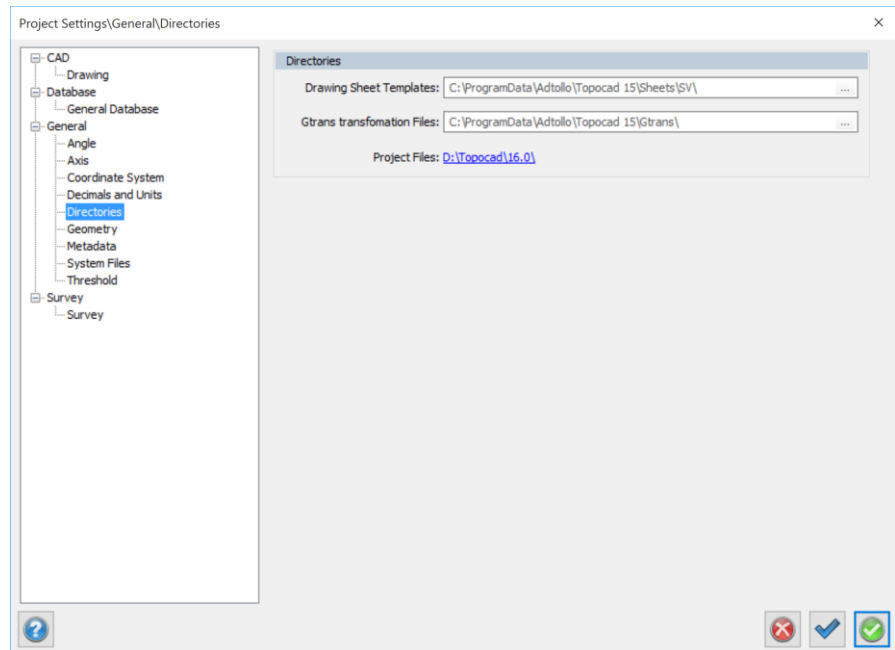 Project Settings\General\Directories
CAD
Drawing
Database
General Database
General
Angle
Axis
Coordinate System
Decimals and Units
Directories
Geometry
Metadata
System Files
Threshold
Survey
Survey
Directories
Drawing Sheet Templates: C:\ProgramData\Adtollo\Topocad 15\Sheets\SV\ ...
Gtrans transfomation Files: C:\ProgramData\Adtollo\Topocad 15\Gtrans\ ...
Project Files: D:\Topocad\16.0\